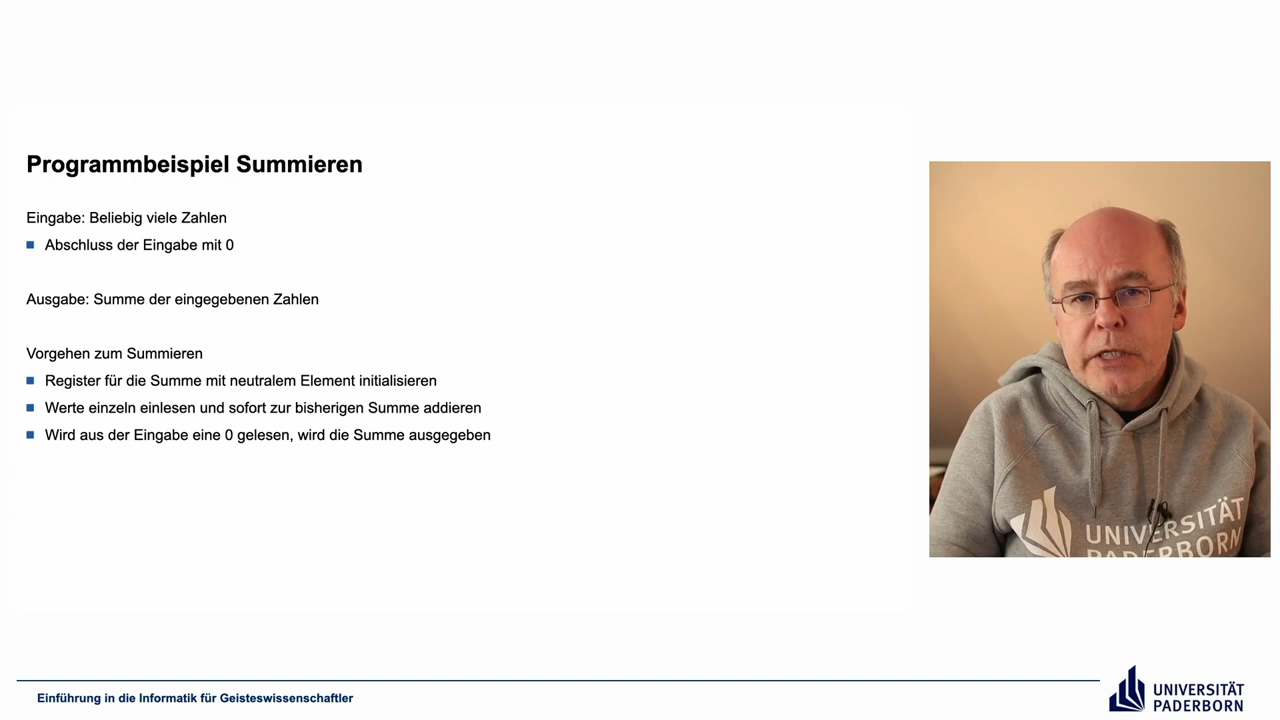 Programmbeispiel Summieren
Eingabe: Beliebig viele Zahlen
Abschluss der Eingabe mit 0
Ausgabe: Summe der eingegebenen Zahlen
Vorgehen zum Summieren
Register für die Summe mit neutralem Element initialisieren
Werte einzeln einlesen und sofort zur bisherigen Summe addieren
Wird aus der Eingabe eine 0 gelesen, wird die Summe ausgegeben
UNIVERSITÄT
PADERBORN
Einführung in die Informatik für Geisteswissenschaftler
UNIVERSITÄT
PADERBORN